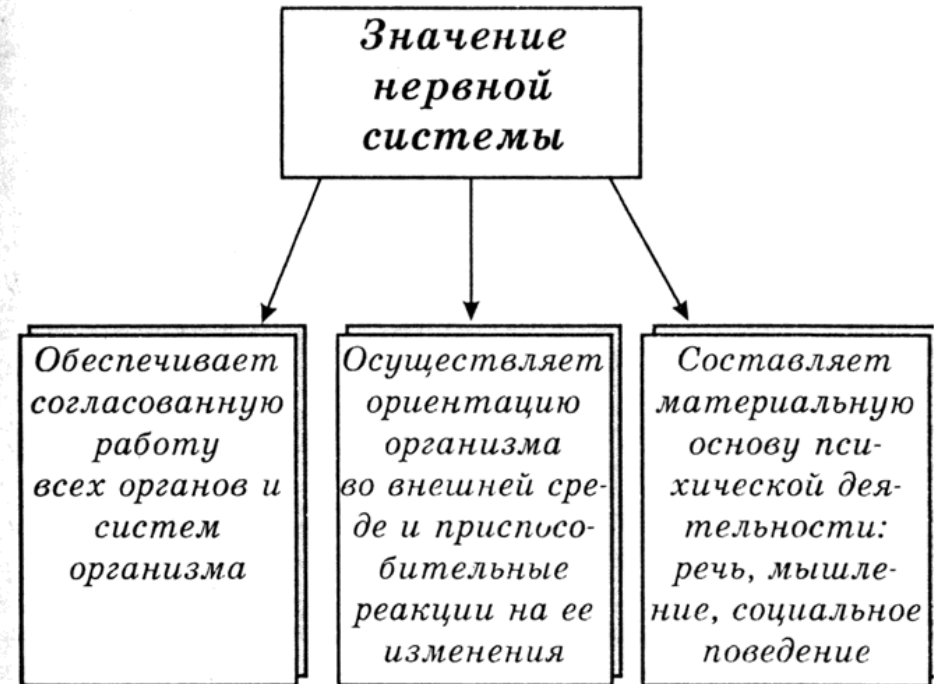 Значение
нервной
системы
Обеспечивает
согласованную
работу
всех органов и
систем
организма
Осуществляет
ориентацию
организма
во внешней сре-
де и приспосо-
бительные
реакции на ее
изменения
Составляет
материальную
основу пси-
хической дея-
тельности:
речь, мышле-
ние, социальное
поведение